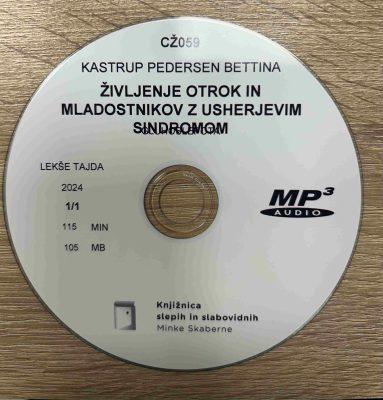 CŽ059
KASTRUP PEDERSEN BETTINA
ŽIVLJENJE OTROK IN
MLADOSTNIKOV Z USHERJEVIM
SINDROMOM
LEKŠE TAJDA
2024
1/1
115 MIN
105 MB
MP3
AUDIO
Knjižnica
slepih in slabovidnih
Minke Skaberne